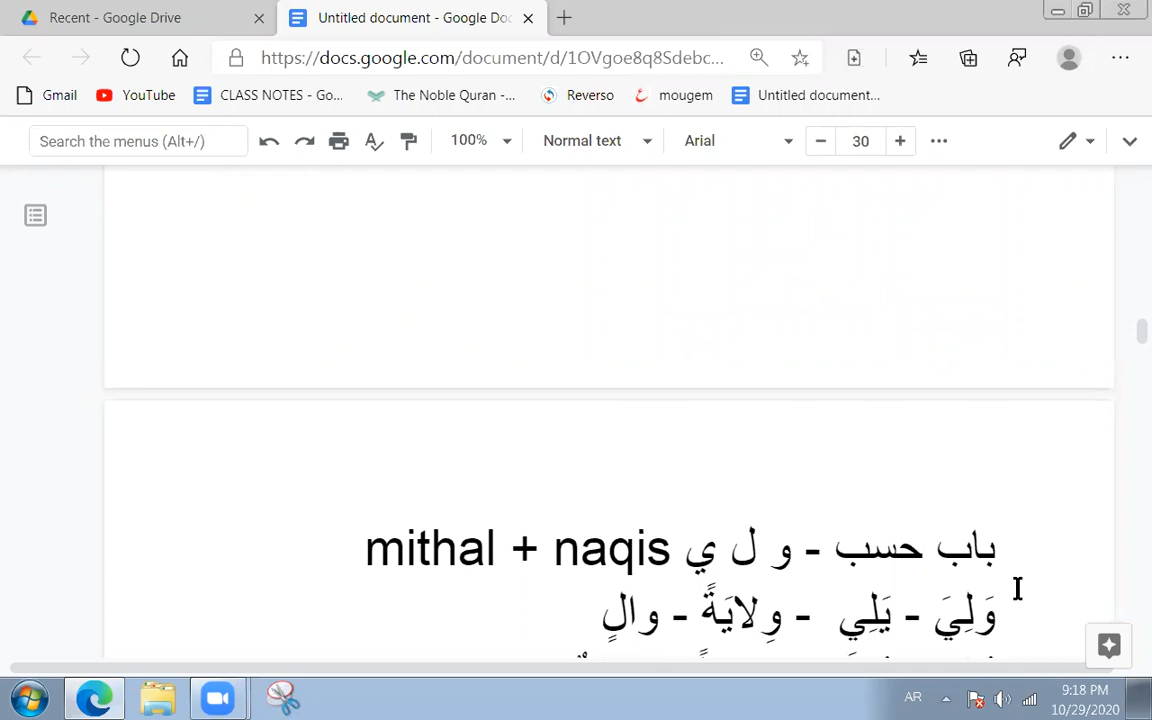 Recent - Google Drive
Untitled document - Google Doc
https://docs.google.com/document/d/1OVgoe8q8Sdebc...
Gmail
YouTube
CLASS NOTES - Go...
The Noble Quran -...
Reverso
mougem
Untitled document...
Search the menus (Alt+/)
100%
Normal text
Arial
30
باب حسب - و ل ي mithal + naqis
وَلِيَ - يَلِي - وِلايَةً - والٍ
AR
9:18 PM
10/29/2020